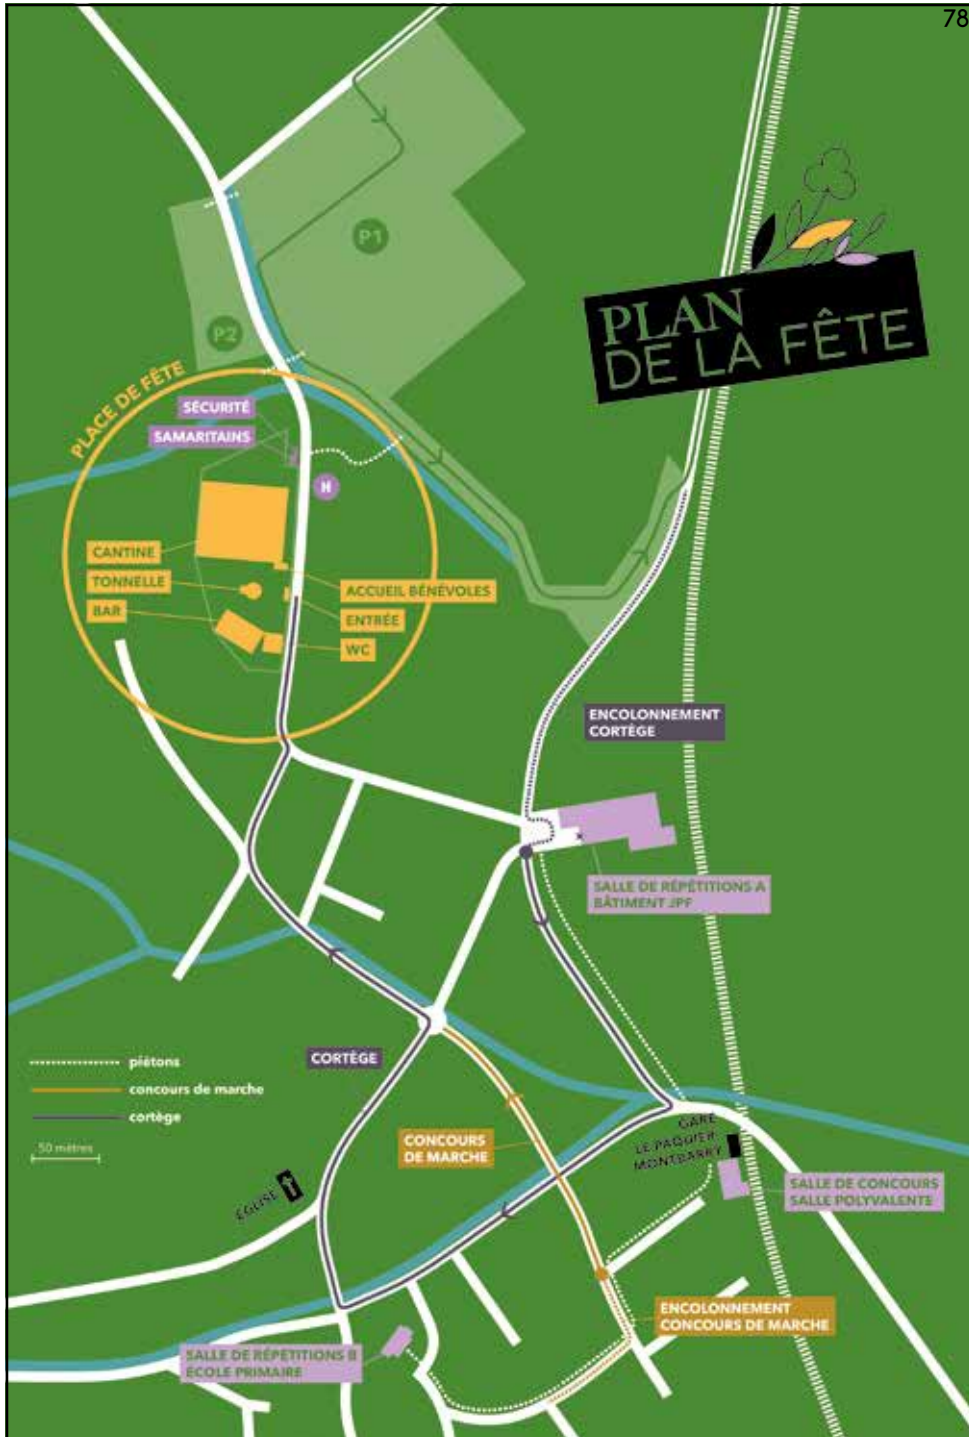 78
P1
PLAN
DE LA FÊTE
P2
PLACE DE FÊTE
SÉCURITÉ
SAMARITAINS
H
CANTINE
TONNELLE
BAR
ACCUEIL BÉNÉVOLES
ENTRÉE
WC
ENCOLONNEMENT
CORTÈGE
SALLE DE RÉPÉTITIONS A
BÂTIMENT JPF
CORTÈGE
piétons
concours de marche
cortège
50 mètres
CONCOURS
DE MARCHE
GARE
LE PAQUIER
MONTBARRY
SALLE DE CONCOURS
SALLE POLYVALENTE
ÉGLISE
ENCOLONNEMENT
CONCOURS DE MARCHE
SALLE DE RÉPÉTITIONS B
ÉCOLE PRIMAIRE